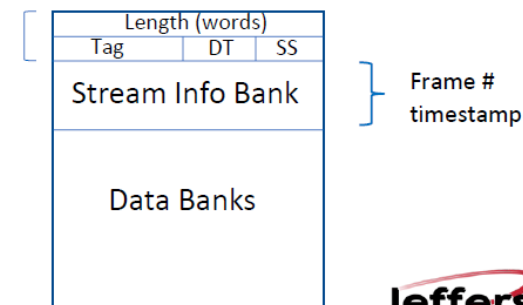 Length (words)
Tag DT SS
Stream Info Bank
Frame #
timestamp
Data Banks